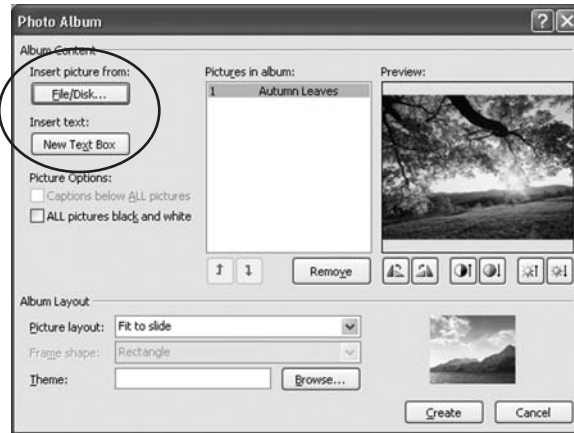 Photo Album
Album Content
Insert picture from:
File/Disk...
Insert text:
New Text Box
Picture Options:
Captions below ALL pictures
ALL pictures black and white
Pictures in album:
1 Autumn Leaves
Remove
Preview:
Album Layout
Picture layout: Fit to slide
Frame shape: Rectangle
Theme:
Browse...
Create
Cancel